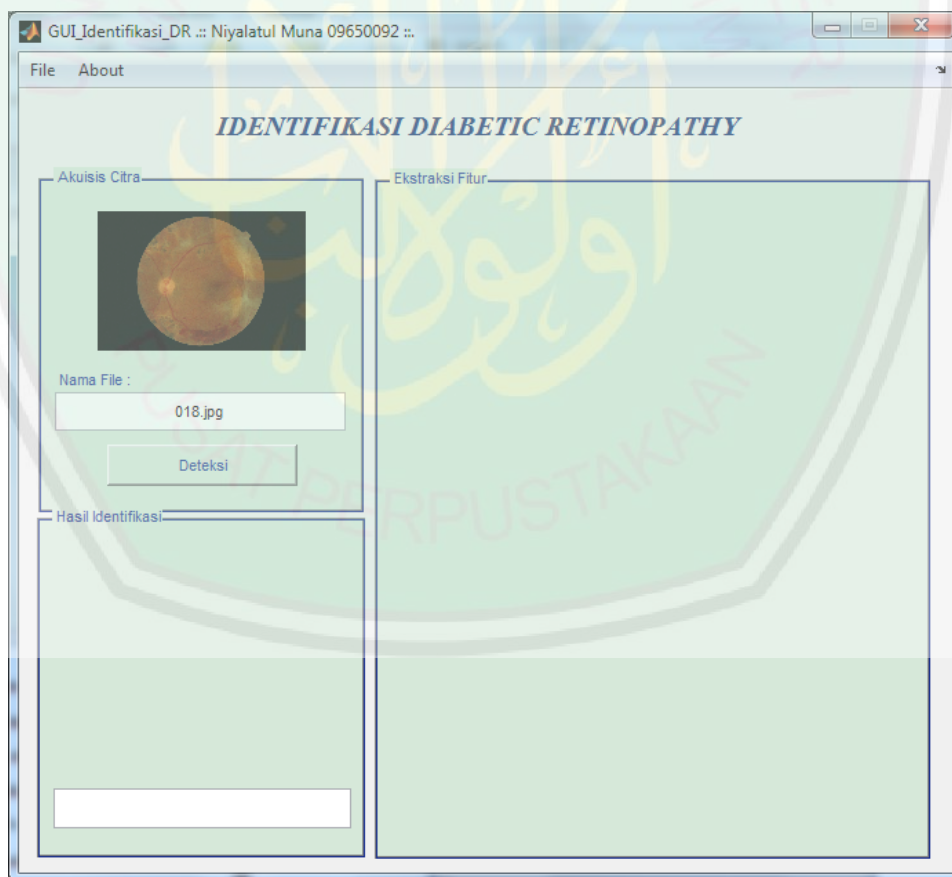 GUI_Identifikasi_DR .:: Niyalatul Muna 09650092 ::.
File About
IDENTIFIKASI DIABETIC RETINOPATHY
Akuisis Citra
Ekstraksi Fitur
Nama File :
018.jpg
Deteksi
Hasil Identifikasi
PUSAT PERPUSTAKAAN